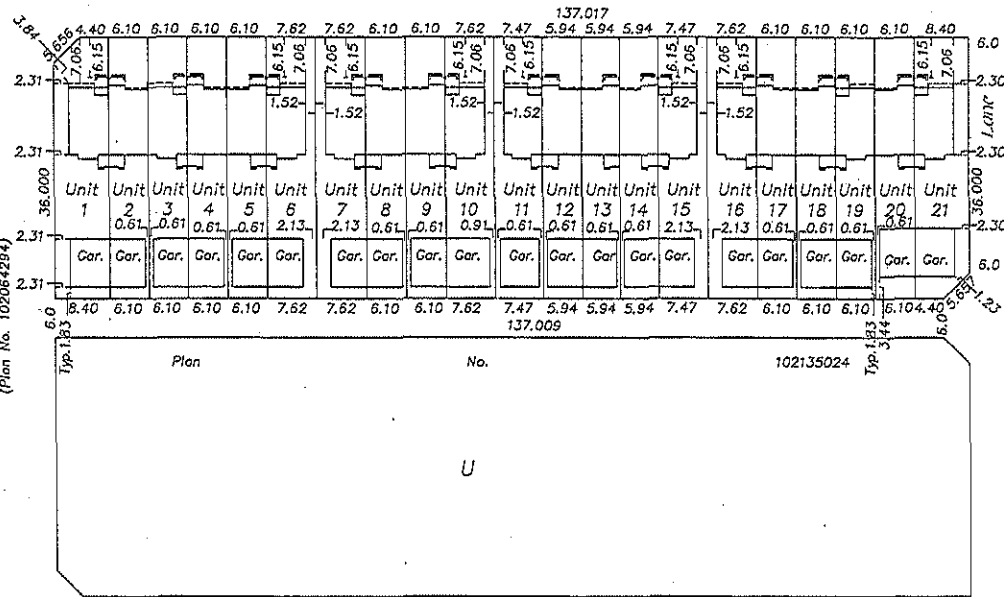 137.017
3.84 5.656 4.40 6.10 6.10 6.10 6.10 7.62 7.62 6.10 6.10 7.62 7.47 5.94 5.94 5.94 7.47 7.62 6.10 6.10 6.10 6.10 8.40 6.0
7.06 6.15 6.15 7.06 7.06 6.15 6.15 7.06 7.06 6.15 6.15 7.06 7.06 6.15 6.15 7.06
2.31 2.30
1.52 1.52 1.52 1.52 1.52 1.52
Lane
2.31 2.30
36.000 36.000
Unit Unit Unit Unit Unit Unit Unit Unit Unit Unit Unit Unit Unit Unit Unit Unit Unit Unit Unit Unit Unit
1 2 3 4 5 6 7 8 9 10 11 12 13 14 15 16 17 18 19 20 21
0.61 0.61 0.61 0.61 2.13 2.13 0.61 0.61 0.91 0.61 0.61 0.61 0.61 2.13 2.13 0.61 0.61 0.61 0.61
2.31 2.30
Gar. Gar. Gar. Gar. Gar. Gar. Gar. Gar. Gar. Gar. Gar. Gar. Gar. Gar. Gar. Gar. Gar. Gar. Gar. Gar. Gar.
6.0
2.31
8.40 6.10 6.10 6.10 6.10 7.62 7.62 6.10 6.10 7.62 7.47 5.94 5.94 5.94 7.47 7.62 6.10 6.10 6.10 6.10 4.40 5.657 1.23
6.0 137.009 6.0
Typ.1.83 Typ.1.83 3.44
(Plan No. 102064294)
Plan No. 102135024
U